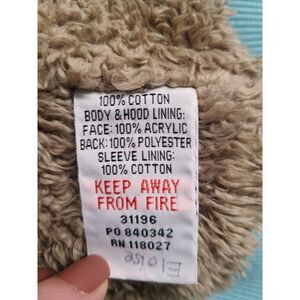 100% COTTON
BODY & HOOD LINING:
FACE: 100% ACRYLIC
BACK: 100% POLYESTER
SLEEVE LINING:
100% COTTON
KEEP AWAY
FROM FIRE
31196
PO 840342
RN 118027
Eloise